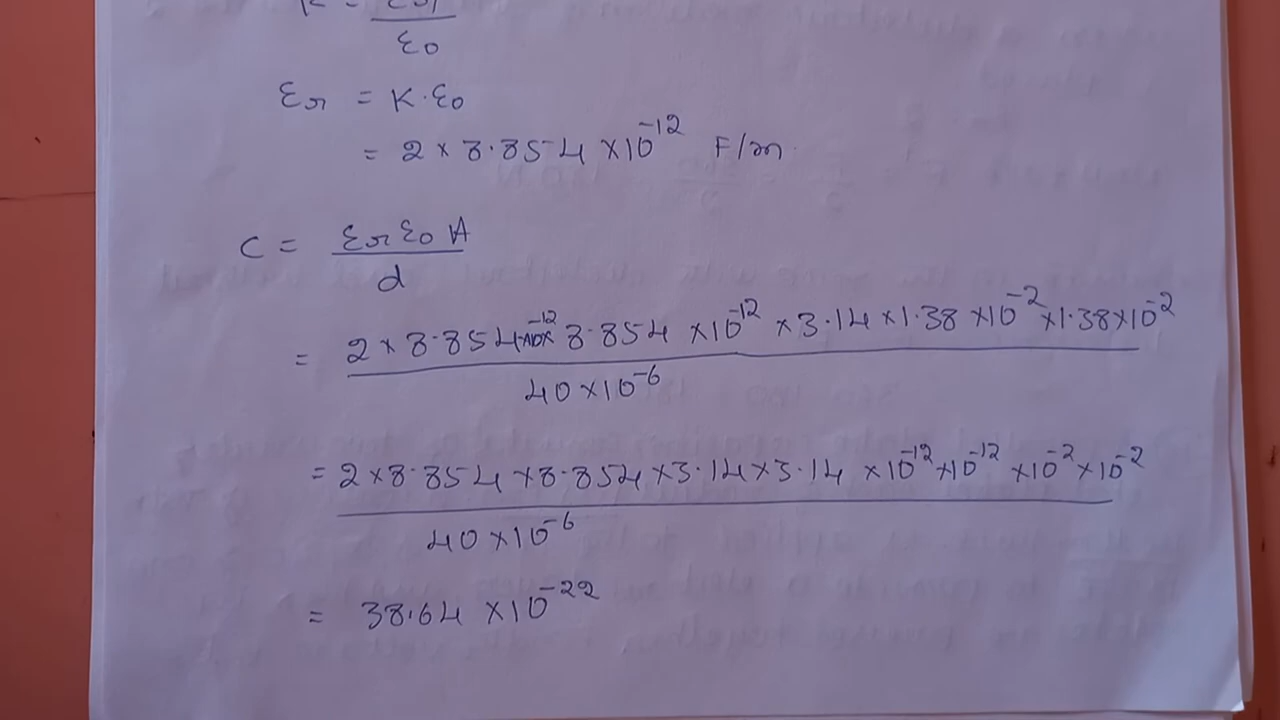 K = εr
ε0
εr = K·ε0
= 2 × 8.854 ×10^-12 F/m
C = εr ε0 A
d
= 2 × 8.854×10^-12× 8.854 ×10^-12 ×3.14 ×1.38 ×10^-2 ×1.38×10^-2
40×10^-6
= 2 ×8.854 ×8.854 ×3.14×3.14 ×10^-12 ×10^-12 ×10^-2 ×10^-2
40 ×10^-6
= 38.64 ×10^-22